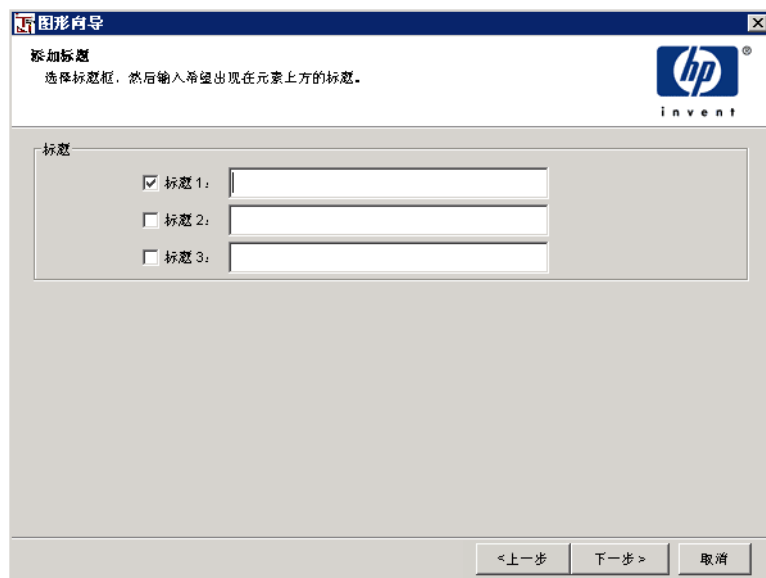 图形向导
添加标题
选择标题框，然后输入希望出现在元素上方的标题。
hp ®
invent
标题
标题 1：
标题 2：
标题 3：
<上一步 下一步> 取消